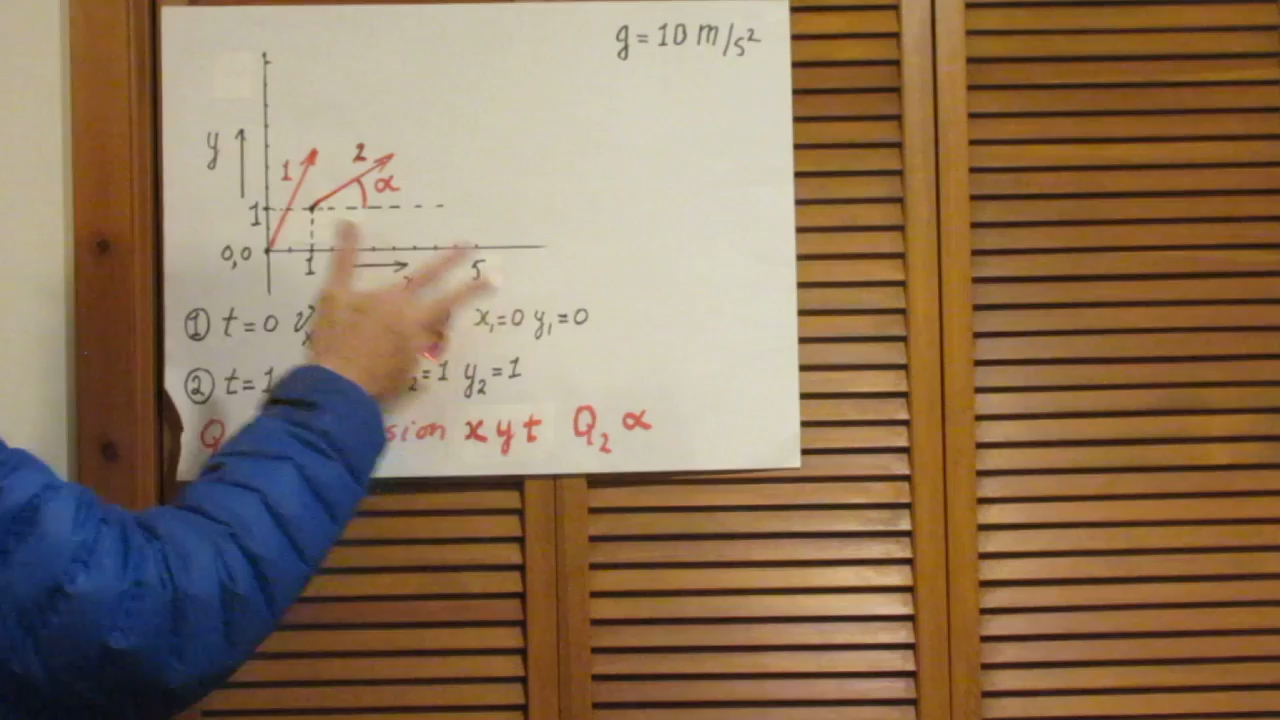 g = 10 m/s²
y
1
2
α
1
0,0
1
5
① t = 0 x₁=0 y₁=0
② t=1 ₂=1 y₂=1
Q sion x y t Q₂ α